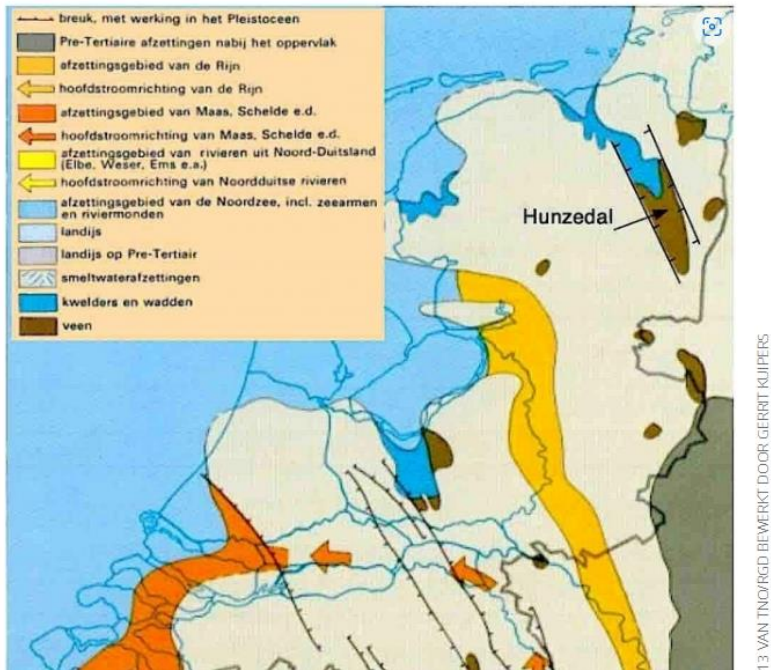 breuk, met werking in het Pleistoceen
Pre-Tertiaire afzettingen nabij het oppervlak
afzettingsgebied van de Rijn
hoofdstroomrichting van de Rijn
afzettingsgebied van Maas, Schelde e.d.
hoofdstroomrichting van Maas, Schelde e.d.
afzettingsgebied van rivieren uit Noord-Duitsland
(Elbe, Weser, Ems e.a.)
hoofdstroomrichting van Noordduitse rivieren
afzettingsgebied van de Noordzee, incl. zeearmen
en riviermonden
landijs
landijs op Pre-Tertiair
smeltwaterafzettingen
kwelders en wadden
veen
Hunzedal
13 VAN TNO/RGD BEWERKT DOOR GERRIT KUIPERS